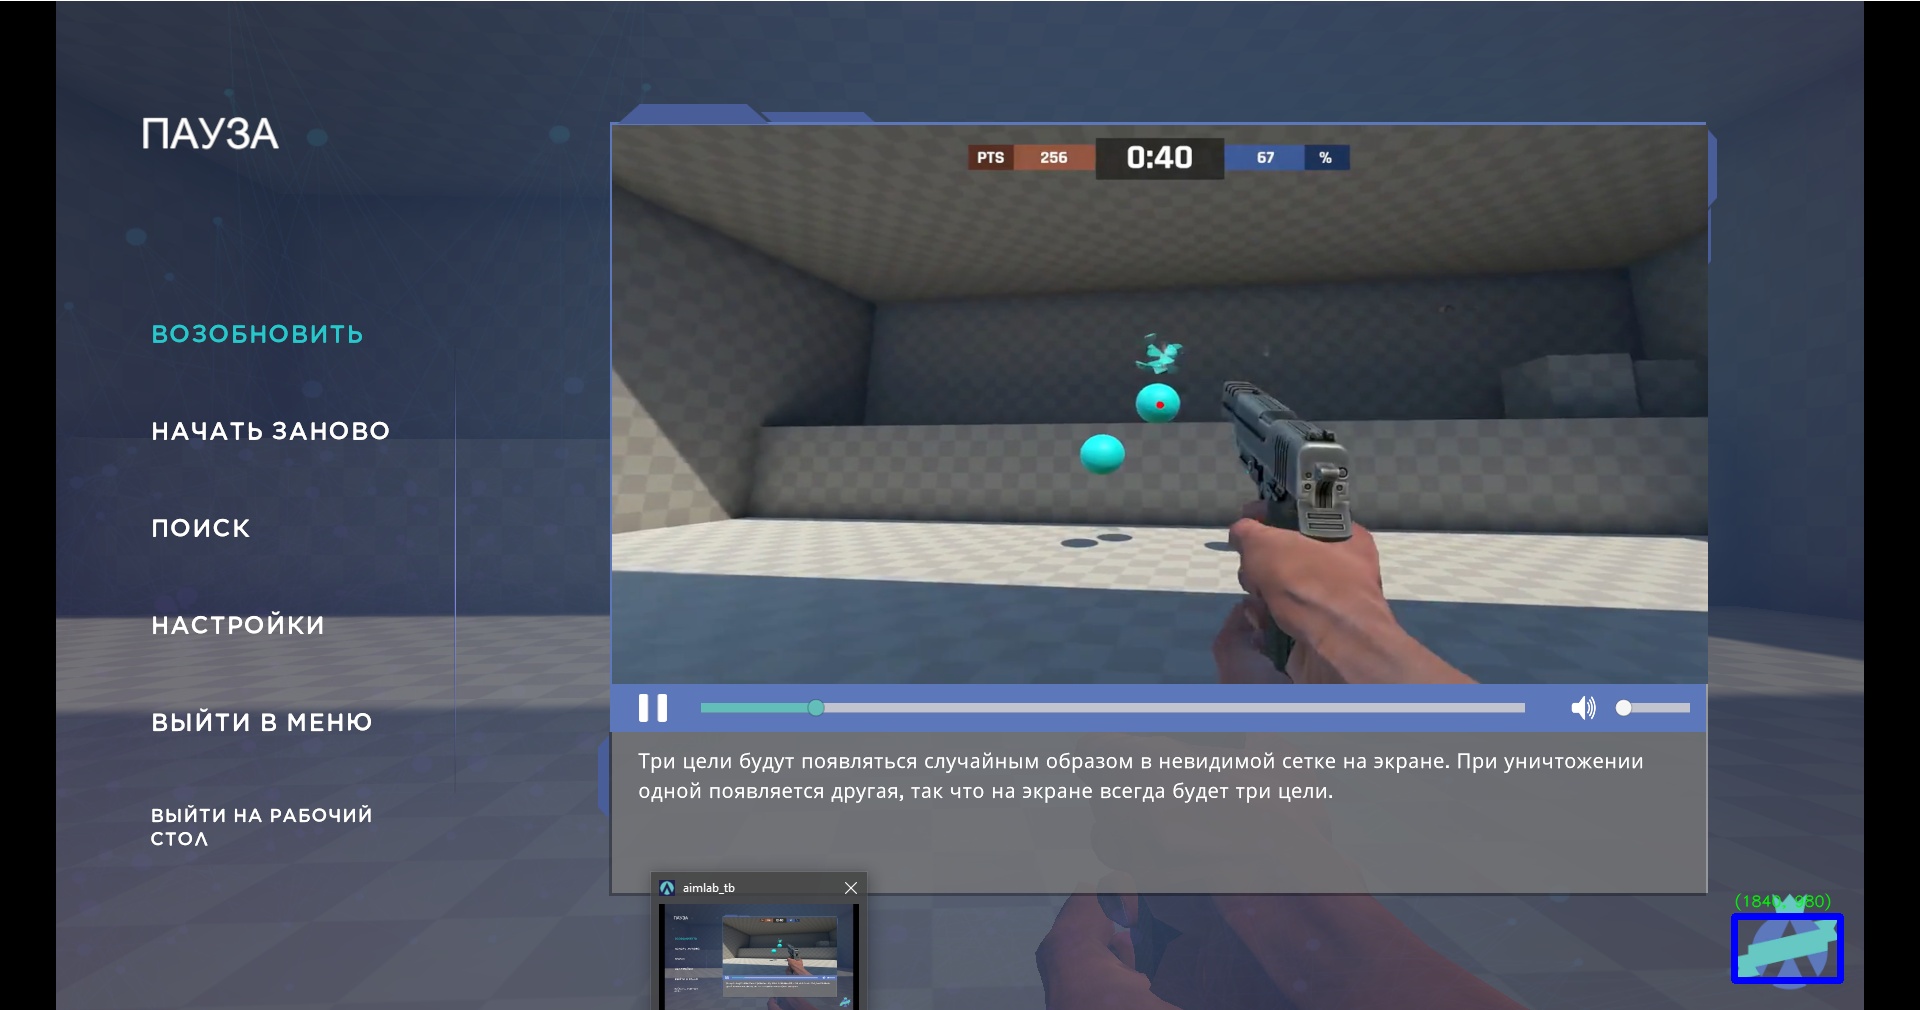 ПАУЗА
ВОЗОБНОВИТЬ
НАЧАТЬ ЗАНОВО
ПОИСК
НАСТРОЙКИ
ВЫЙТИ В МЕНЮ
ВЫЙТИ НА РАБОЧИЙ
СТОЛ
PTS 256 0:40 67 %
Три цели будут появляться случайным образом в невидимой сетке на экране. При уничтожении
одной появляется другая, так что на экране всегда будет три цели.
aimlab_tb